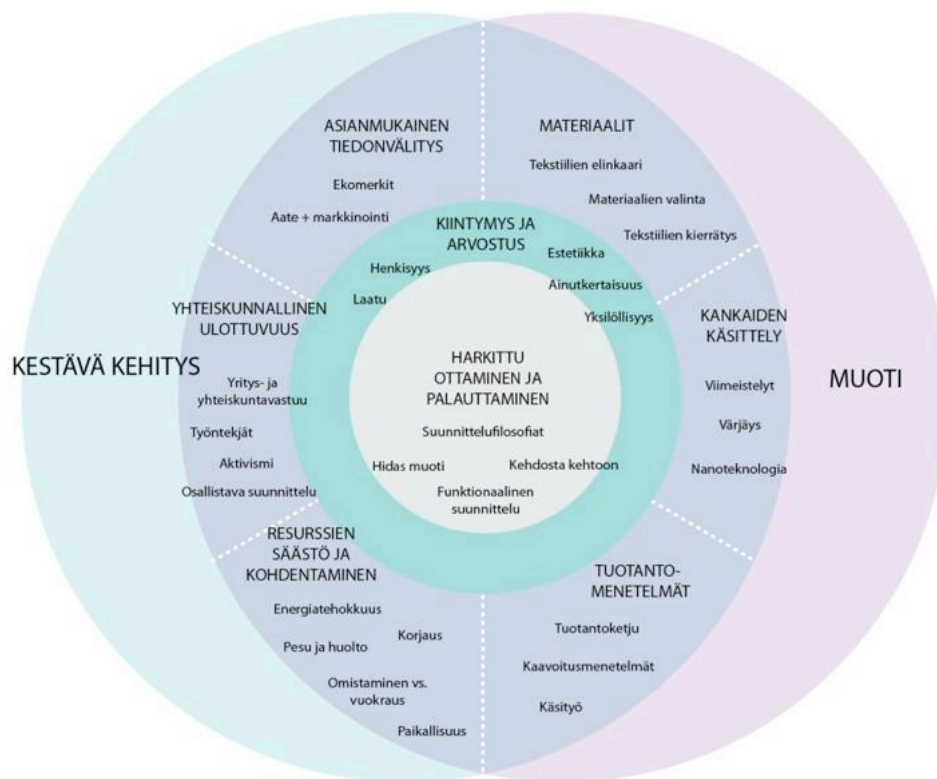 ASIANMUKAINEN
TIEDONVÄLITYS
Ekomerkit
Aate + markkinointi
MATERIAALIT
Tekstiilien elinkaari
Materiaalien valinta
Tekstiilien kierrätys
KIINTYMYS JA
ARVOSTUS
Henkisyys
Laatu
Estetiikka
Ainutkertaisuus
Yksilöllisyys
YHTEISKUNNALLINEN
ULOTTUVUUS
Yritys- ja
yhteiskuntavastuu
Työntekjät
Aktivismi
Osallistava suunnittelu
KANKAIDEN
KÄSITTELY
Viimeistelyt
Värjäys
Nanoteknologia
KESTÄVÄ KEHITYS
MUOTI
HARKITTU
OTTAMINEN JA
PALAUTTAMINEN
Suunnittelufilosofiat
Hidas muoti
Kehdosta kehtoon
Funktionaalinen
suunnittelu
RESURSSIEN
SÄÄSTÖ JA
KOHDENTAMINEN
Energiatehokkuus
Korjaus
Pesu ja huolto
Omistaminen vs.
vuokraus
Paikallisuus
TUOTANTO-
MENETELMÄT
Tuotantoketju
Kaavoitusmenetelmät
Käsityö